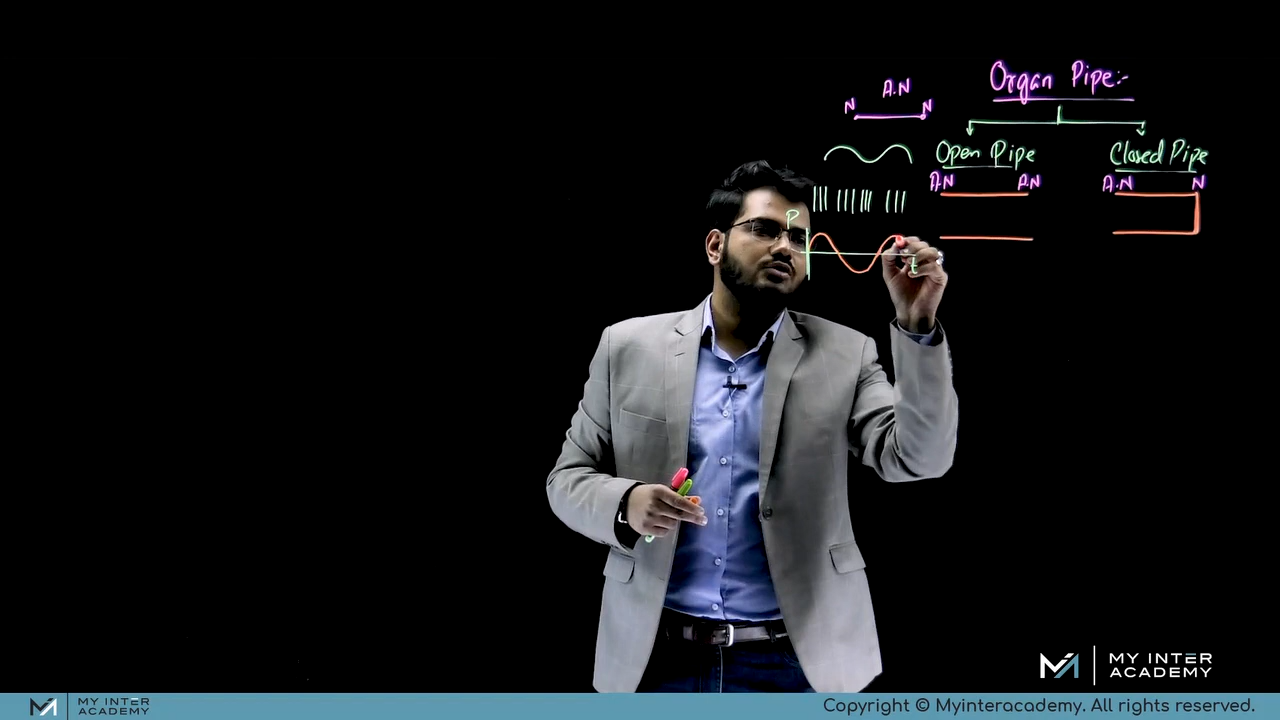 Organ Pipe:-
A.N
N N
Open Pipe Closed Pipe
A.N A.N A.N N
P
t
MY INTER
ACADEMY
MY INTER
ACADEMY
Copyright © Myinteracademy. All rights reserved.